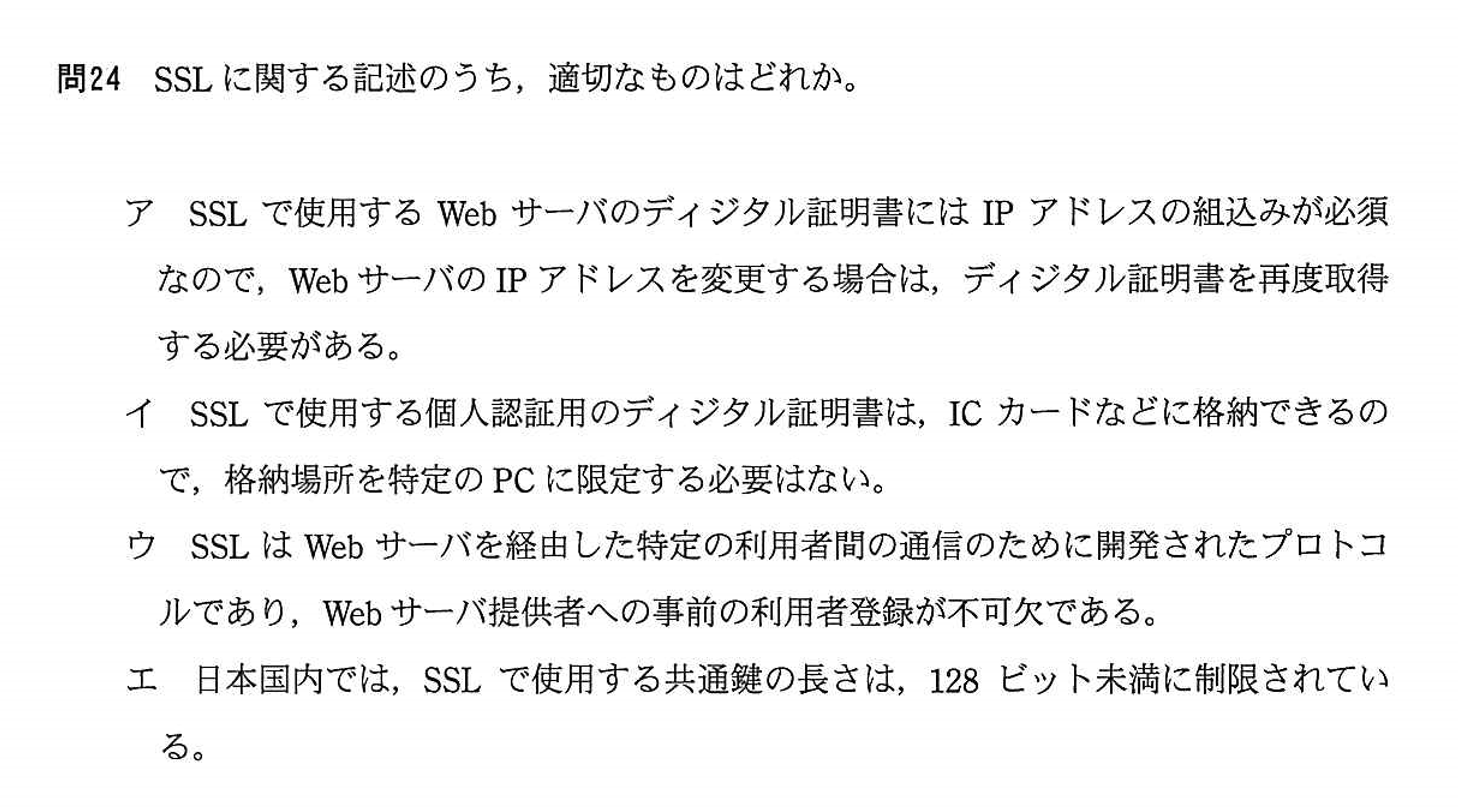 問24 SSL に関する記述のうち，適切なものはどれか。
ア SSL で使用する Web サーバのディジタル証明書には IP アドレスの組込みが必須
なので，Web サーバの IP アドレスを変更する場合は，ディジタル証明書を再度取得
する必要がある。
イ SSL で使用する個人認証用のディジタル証明書は，IC カードなどに格納できるの
で，格納場所を特定の PC に限定する必要はない。
ウ SSL は Web サーバを経由した特定の利用者間の通信のために開発されたプロトコ
ルであり，Web サーバ提供者への事前の利用者登録が不可欠である。
エ 日本国内では，SSL で使用する共通鍵の長さは，128 ビット未満に制限されてい
る。